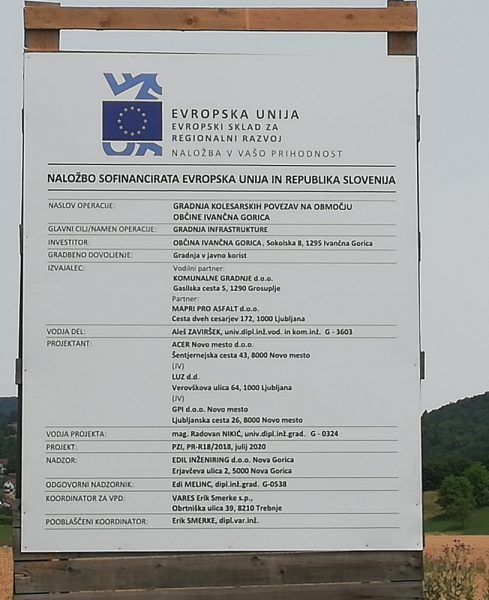 EVROPSKA UNIJA
EVROPSKI SKLAD ZA
REGIONALNI RAZVOJ
NALOŽBA V VAŠO PRIHODNOST
NALOŽBO SOFINANCIRATA EVROPSKA UNIJA IN REPUBLIKA SLOVENIJA
NASLOV OPERACIJE: GRADNJA KOLESARSKIH POVEZAV NA OBMOČJU
OBČINE IVANČNA GORICA
GLAVNI CILJ/NAMEN OPERACIJE: GRADNJA INFRASTRUKTURE
INVESTITOR: OBČINA IVANČNA GORICA, Sokolska 8, 1295 Ivančna Gorica
GRADBENO DOVOLJENJE: Gradnja v javno korist
IZVAJALEC: Vodilni partner:
KOMUNALNE GRADNJE d.o.o.
Gasilska cesta 5, 1290 Grosuplje
Partner:
MAPRI PRO ASFALT d.o.o.
Cesta dveh cesarjev 172, 1000 Ljubljana
VODJA DEL: Aleš ZAVIRŠEK, univ.dipl.inž.vod. in kom.inž. G - 3603
PROJEKTANT: ACER Novo mesto d.o.o.
Šentjernejska cesta 43, 8000 Novo mesto
(JV)
LUZ d.d.
Verovškova ulica 64, 1000 Ljubljana
(JV)
GPI d.o.o. Novo mesto
Ljubljanska cesta 26, 8000 Novo mesto
VODJA PROJEKTA: mag. Radovan NIKIĆ, univ.dipl.inž.grad. G - 0324
PROJEKT: PZI, PR-R18/2018, julij 2020
NADZOR: EDIL INŽENIRING d.o.o. Nova Gorica
Erjavčeva ulica 2, 5000 Nova Gorica
ODGOVORNI NADZORNIK: Edi MELINC, dipl.inž.grad. G-0538
KOORDINATOR ZA VPD: VARES Erik Smerke s.p.,
Obrtniška ulica 39, 8210 Trebnje
POOBLAŠČENI KOORDINATOR: Erik SMERKE, dipl.var.inž.